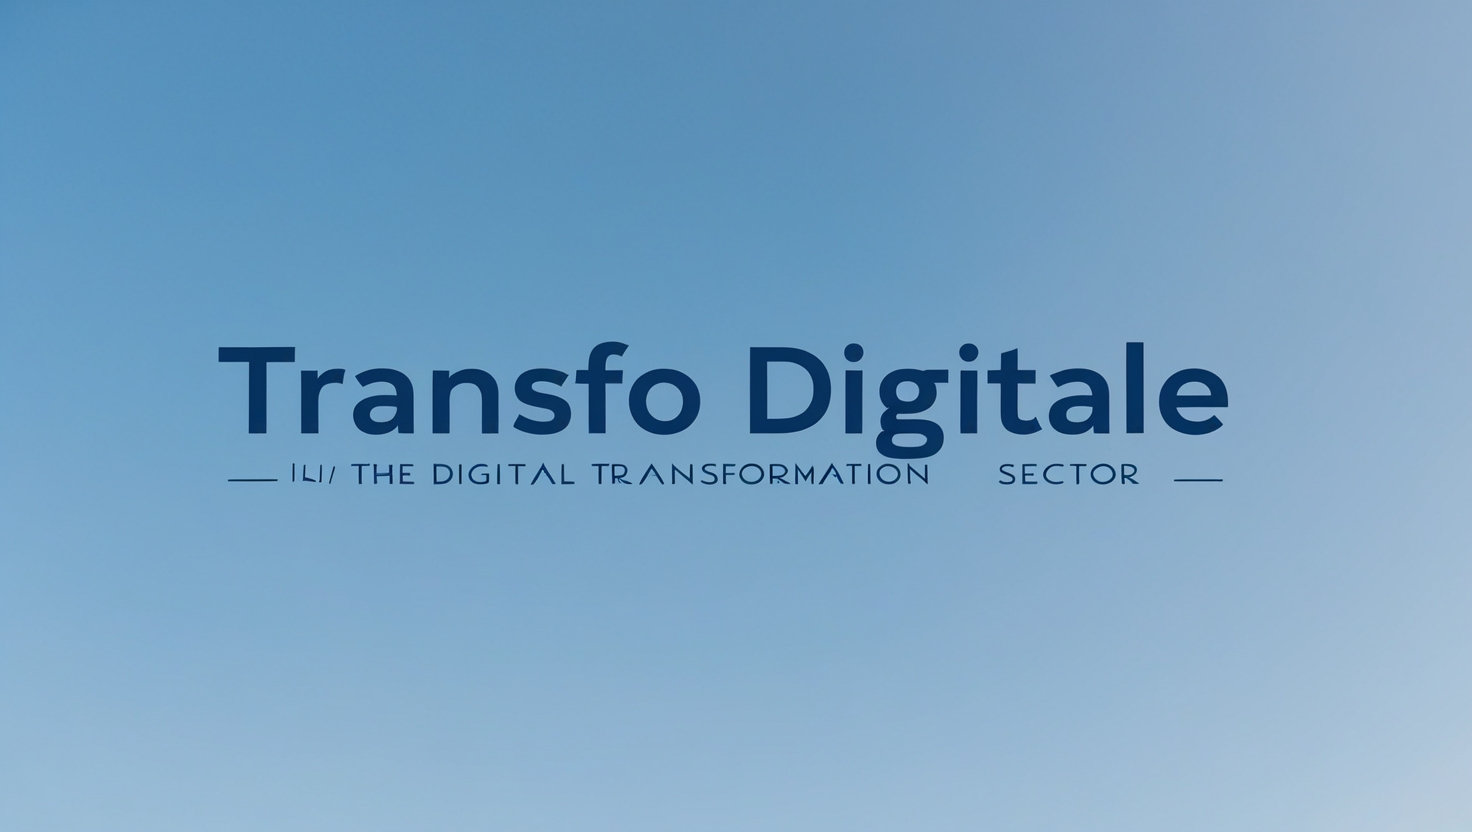 Transfo Digitale
THE DIGITAL TRANSFORMATION SECTOR